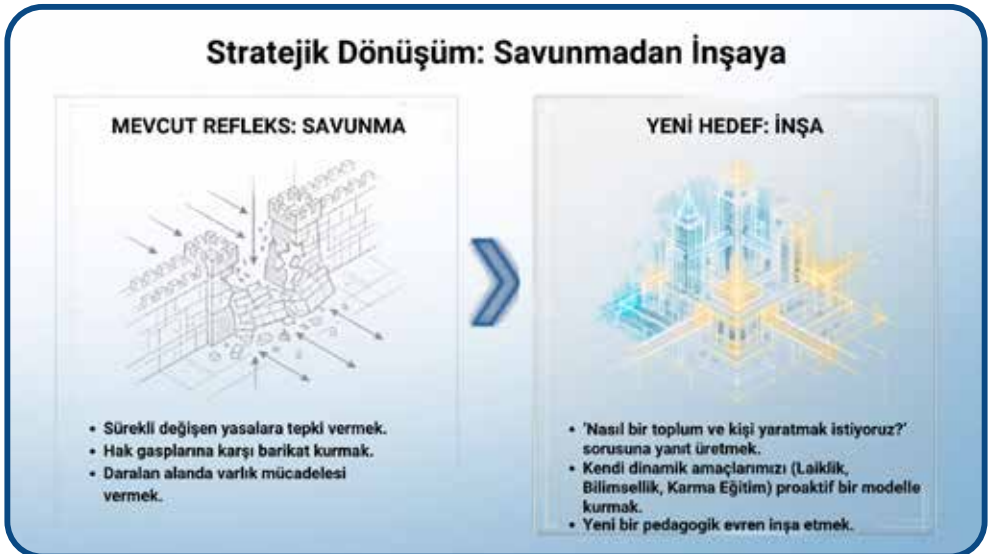 Stratejik Dönüşüm: Savunmadan İnşaya
MEVCUT REFLEKS: SAVUNMA
• Sürekli değişen yasalara tepki vermek.
• Hak gasplarına karşı barikat kurmak.
• Daralan alanda varlık mücadelesi
vermek.
YENİ HEDEF: İNŞA
• 'Nasıl bir toplum ve kişi yaratmak istiyoruz?'
sorusuna yanıt üretmek.
• Kendi dinamik amaçlarımızı (Laiklik,
Bilimsellik, Karma Eğitim) proaktif bir modelle
kurmak.
• Yeni bir pedagogik evren inşa etmek.